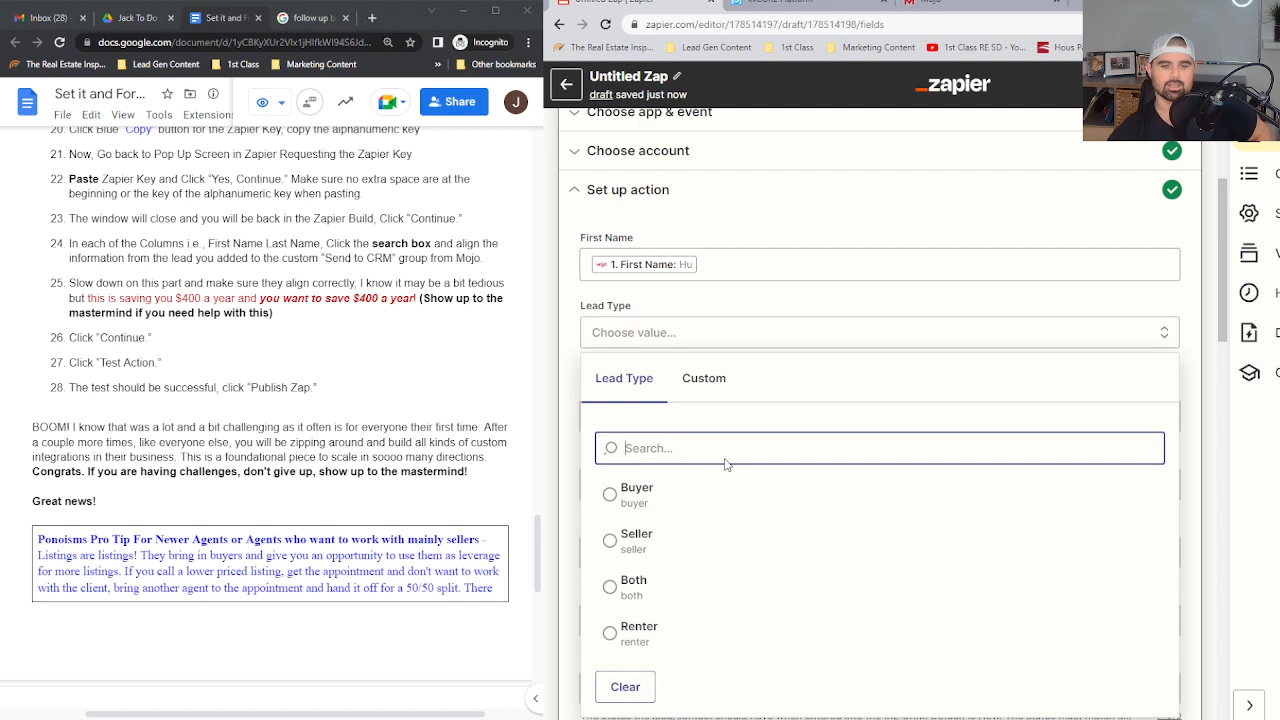 Inbox (28
Jack To Do
Set it and F
follow up b
docs.google.com/document/d/1yCBKyXUr2Vlx1jHIfkWI94S6Jd...
Incognito
The Real Estate Insp...
Marketing Content
Other bookmarks
Set it and For...
File Edit View Tools Extensions
Share
J
20. Click Blue "Copy" button for the Zapier Key, copy the alphanumeric key
21. Now, Go back to Pop Up Screen in Zapier Requesting the Zapier Key
22. Paste Zapier Key and Click "Yes, Continue." Make sure no extra space are at the
beginning or the key of the alphanumeric key when pasting.
23. The window will close and you will be back in the Zapier Build, Click "Continue."
24. In each of the Columns i.e., First Name Last Name, Click the search box and align the
information from the lead you added to the custom "Send to CRM" group from Mojo.
25. Slow down on this part and make sure they align correctly, I know it may be a bit tedious
but this is saving you $400 a year and you want to save $400 a year! (Show up to the
mastermind if you need help with this)
26. Click "Continue."
27. Click "Test Action."
28. The test should be successful, click "Publish Zap."
BOOM! I know that was a lot and a bit challenging as it often is for everyone their first time. After
a couple more times, like everyone else, you will be zipping around and build all kinds of custom
integrations in their business. This is a foundational piece to scale in soooo many directions.
Congrats. If you are having challenges, don't give up, show up to the mastermind!
Great news!
Ponoisms Pro Tip For Newer Agents or Agents who want to work with mainly sellers -
Listings are listings! They bring in buyers and give you an opportunity to use them as leverage
for more listings. If you call a lower priced listing, get the appointment and don't want to work
with the client, bring another agent to the appointment and hand it off for a 50/50 split. There
Untitled Zap | Zapier
Mojo
zapier.com/editor/178514197/draft/178514198/fields
The Real Estate Insp...
Lead Gen Content
1st Class
Marketing Content
1st Class RE SD - Yo...
Hous Pa
Untitled Zap
draft saved just now
zapier
Choose app & event
Choose account
Set up action
First Name
mojo 1. First Name: Hu
Lead Type
Choose value...
Lead Type Custom
Search...
Buyer
buyer
Seller
seller
Both
both
Renter
renter
Clear